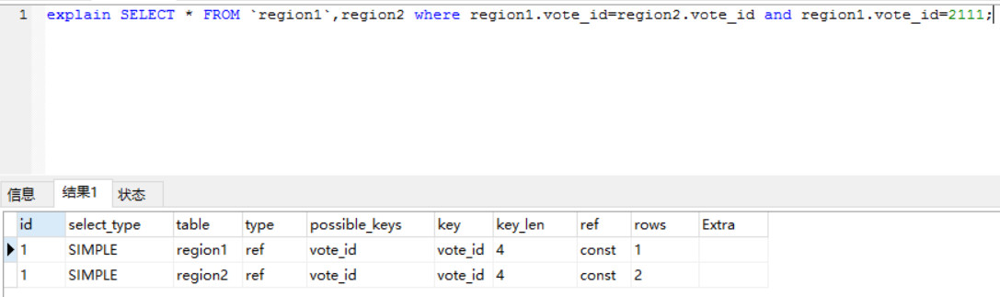 1 explain SELECT * FROM `region1`,region2 where region1.vote_id=region2.vote_id and region1.vote_id=2111;
信息 结果1 状态
id select_type table type possible_keys key key_len ref rows Extra
1 SIMPLE region1 ref vote_id vote_id 4 const 1
1 SIMPLE region2 ref vote_id vote_id 4 const 2